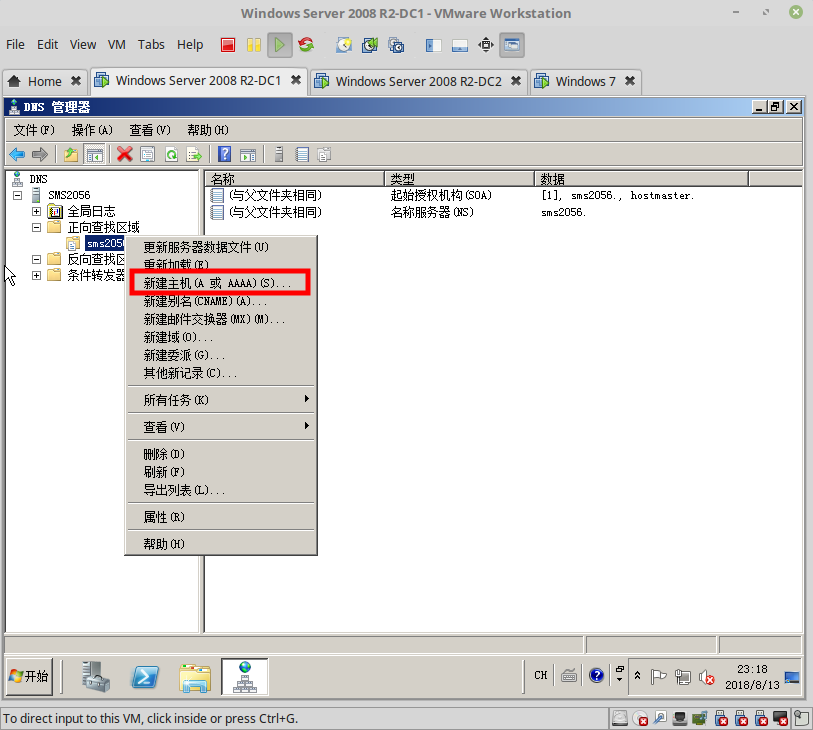 Windows Server 2008 R2-DC1 - VMware Workstation
File Edit View VM Tabs Help
Home Windows Server 2008 R2-DC1 Windows Server 2008 R2-DC2 Windows 7
DNS 管理器
文件(F) 操作(A) 查看(V) 帮助(H)
DNS
SMS2056
全局日志
正向查找区域
sms205
反向查找区
条件转发器
名称 类型 数据
(与父文件夹相同) 起始授权机构(SOA) [1], sms2056., hostmaster.
(与父文件夹相同) 名称服务器(NS) sms2056.
更新服务器数据文件(U)
重新加载(E)
新建主机(A 或 AAAA)(S)...
新建别名(CNAME)(A)...
新建邮件交换器(MX)(M)...
新建域(O)...
新建委派(G)...
其他新记录(C)...
所有任务(K)
查看(V)
删除(D)
刷新(F)
导出列表(L)...
属性(R)
帮助(H)
开始 CH 23:18
2018/8/13
To direct input to this VM, click inside or press Ctrl+G.